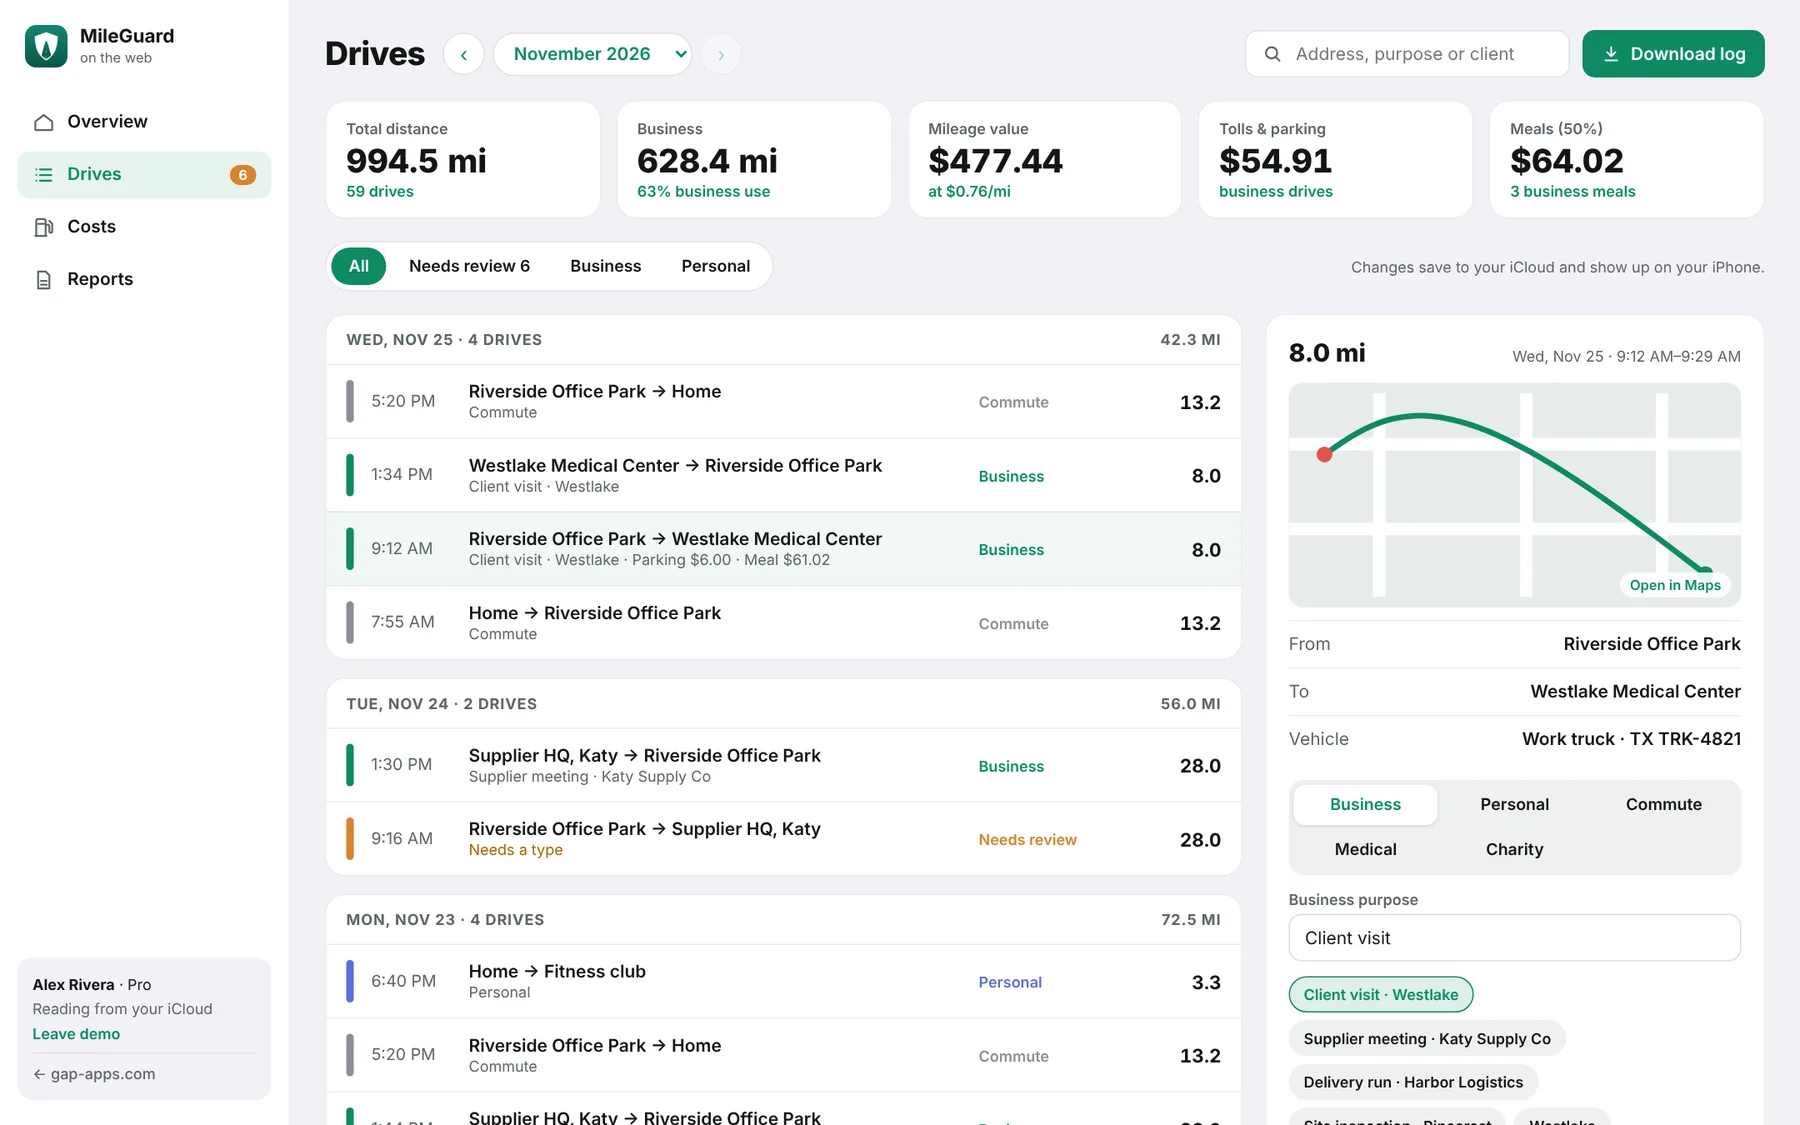 MileGuard
on the web
Overview
Drives 6
Costs
Reports
Alex Rivera · Pro
Reading from your iCloud
Leave demo
← gap-apps.com
Drives ‹ November 2026 ›
Address, purpose or client
Download log
Total distance
994.5 mi
59 drives
Business
628.4 mi
63% business use
Mileage value
$477.44
at $0.76/mi
Tolls & parking
$54.91
business drives
Meals (50%)
$64.02
3 business meals
All Needs review 6 Business Personal
Changes save to your iCloud and show up on your iPhone.
WED, NOV 25 · 4 DRIVES 42.3 MI
5:20 PM Riverside Office Park → Home Commute 13.2
Commute
1:34 PM Westlake Medical Center → Riverside Office Park Business 8.0
Client visit · Westlake
9:12 AM Riverside Office Park → Westlake Medical Center Business 8.0
Client visit · Westlake · Parking $6.00 · Meal $61.02
7:55 AM Home → Riverside Office Park Commute 13.2
Commute
TUE, NOV 24 · 2 DRIVES 56.0 MI
1:30 PM Supplier HQ, Katy → Riverside Office Park Business 28.0
Supplier meeting · Katy Supply Co
9:16 AM Riverside Office Park → Supplier HQ, Katy Needs review 28.0
Needs a type
MON, NOV 23 · 4 DRIVES 72.5 MI
6:40 PM Home → Fitness club Personal 3.3
Personal
5:20 PM Riverside Office Park → Home Commute 13.2
Commute
Supplier HQ, Katy → Riverside Office Park
8.0 mi Wed, Nov 25 · 9:12 AM–9:29 AM
Open in Maps
From Riverside Office Park
To Westlake Medical Center
Vehicle Work truck · TX TRK-4821
Business Personal Commute
Medical Charity
Business purpose
Client visit
Client visit · Westlake
Supplier meeting · Katy Supply Co
Delivery run · Harbor Logistics